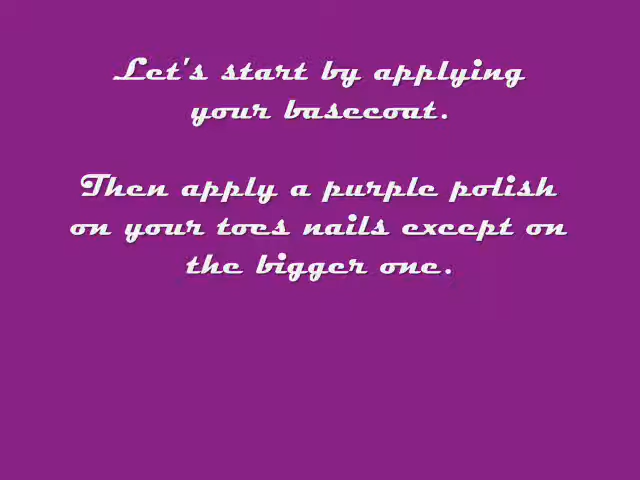 Let's start by applying
your basecoat.
Then apply a purple polish
on your toes nails except on
the bigger one.